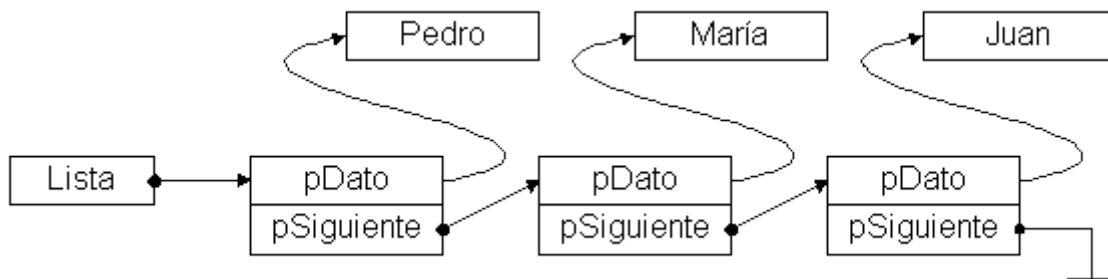 Pedro
María
Juan
Lista
pDato
pDato
pDato
pSiguiente
pSiguiente
pSiguiente